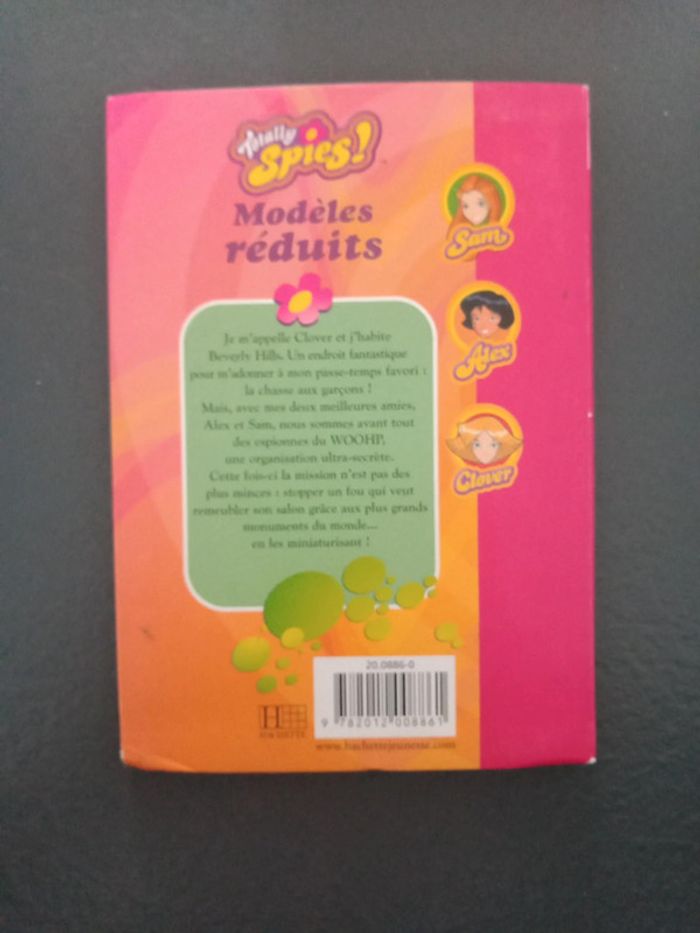 Totally
Spies!
Modèles
réduits
Sam
Alex
Clover
Je m'appelle Clover et j'habite
Beverly Hills. Un endroit fantastique
pour m'adonner à mon passe-temps favori :
la chasse aux garçons !
Mais, avec mes deux meilleures amies,
Alex et Sam, nous sommes avant tout
des espionnes du WOOHP,
une organisation ultra-secrète.
Cette fois-ci la mission n'est pas des
plus minces : stopper un fou qui veut
remeubler son salon grâce aux plus grands
monuments du monde...
en les miniaturisant !
20.0886-0
9 782012 008861
H
HACHETTE
www.hachettejeunesse.com